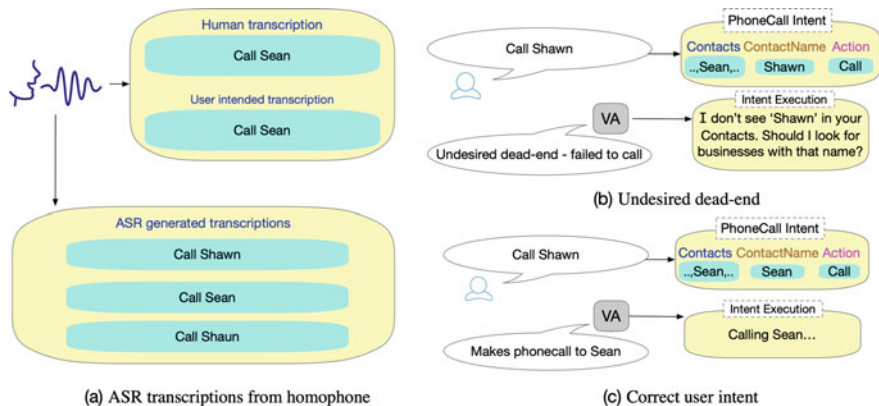 Human transcription
Call Sean
User intended transcription
Call Sean
ASR generated transcriptions
Call Shawn
Call Sean
Call Shaun
(a) ASR transcriptions from homophone
Call Shawn
PhoneCall Intent
Contacts ContactName Action
..,Sean,.. Shawn Call
VA
Undesired dead-end - failed to call
Intent Execution
I don't see 'Shawn' in your
Contacts. Should I look for
businesses with that name?
(b) Undesired dead-end
Call Shawn
PhoneCall Intent
Contacts ContactName Action
..,Sean,.. Sean Call
VA
Makes phonecall to Sean
Intent Execution
Calling Sean...
(c) Correct user intent